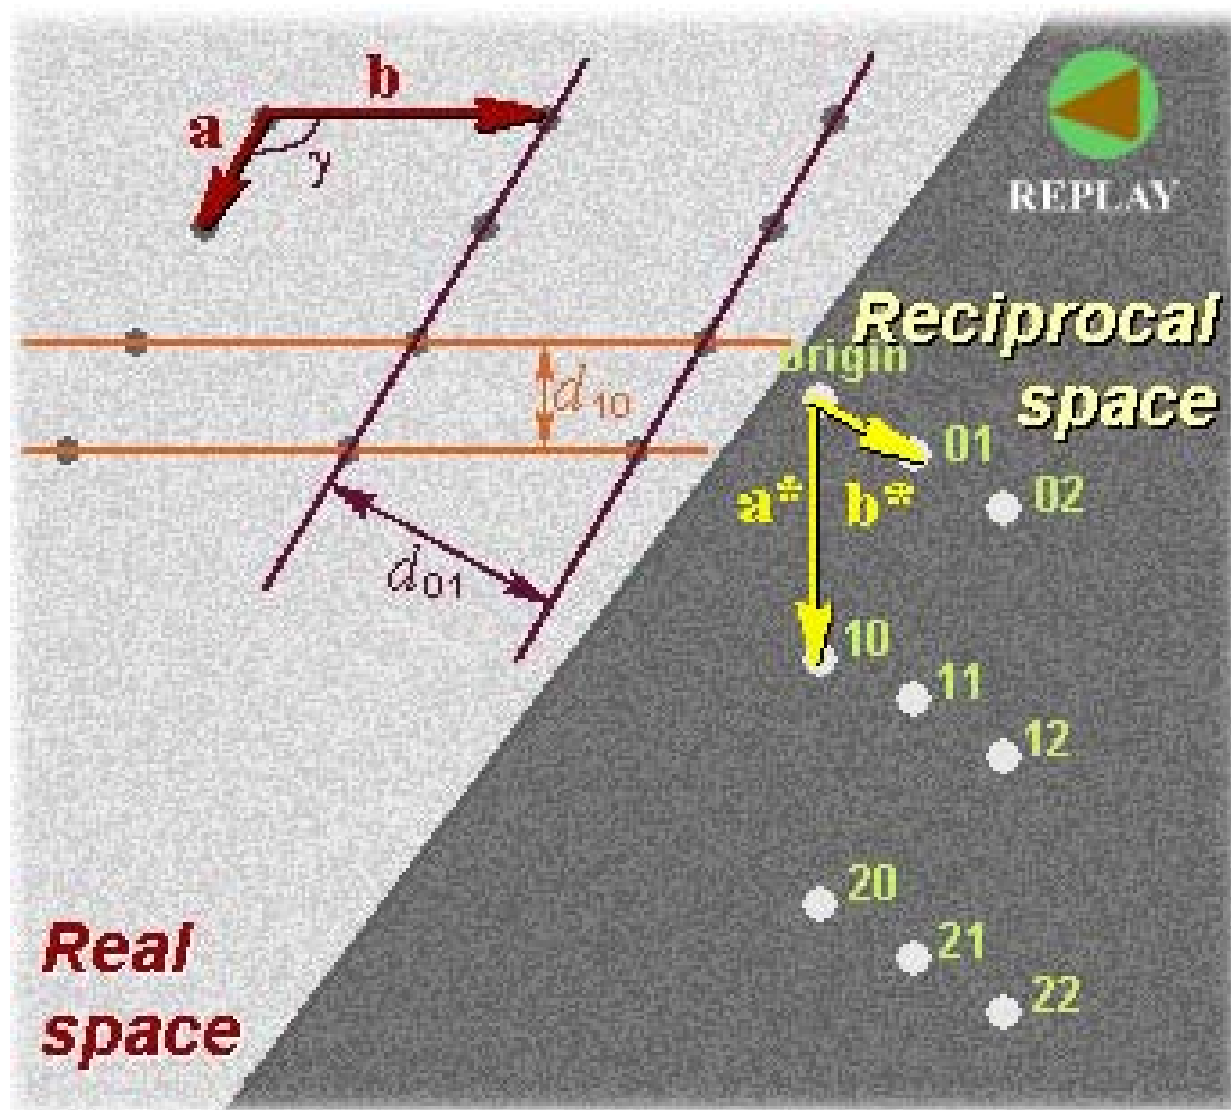 b
a
γ
REPLAY
Reciprocal
space
origin
d10
01
02
a*
b*
d01
10
11
12
20
21
22
Real
space